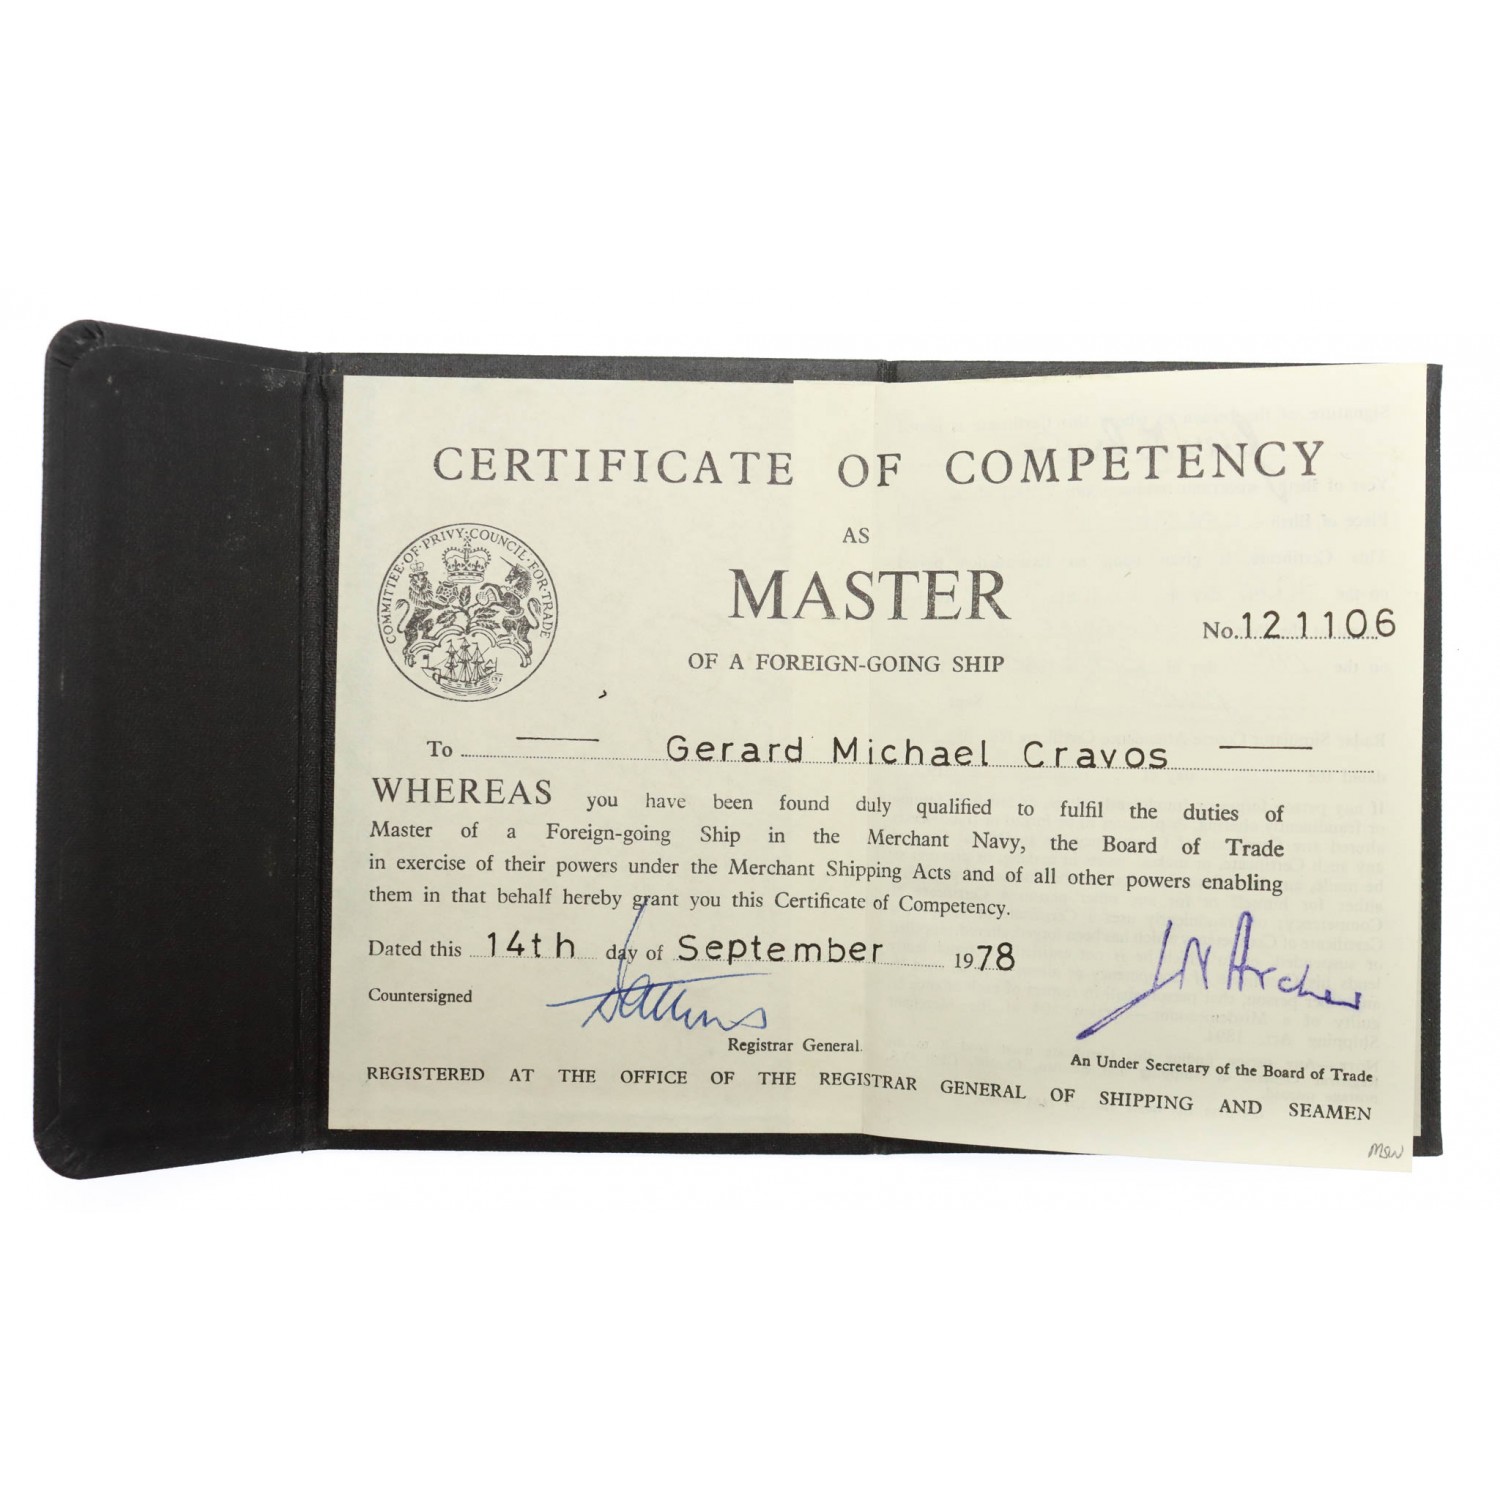 CERTIFICATE OF COMPETENCY
AS
MASTER
OF A FOREIGN-GOING SHIP
COMMITTEE·OF·PRIVY·COUNCIL·FOR·TRADE
No. 121106
To Gerard Michael Cravos
WHEREAS you have been found duly qualified to fulfil the duties of
Master of a Foreign-going Ship in the Merchant Navy, the Board of Trade
in exercise of their powers under the Merchant Shipping Acts and of all other powers enabling
them in that behalf hereby grant you this Certificate of Competency.
Dated this 14th day of September 1978
Countersigned
J N Archer
Registrar General.
An Under Secretary of the Board of Trade
REGISTERED AT THE OFFICE OF THE REGISTRAR GENERAL OF SHIPPING AND SEAMEN